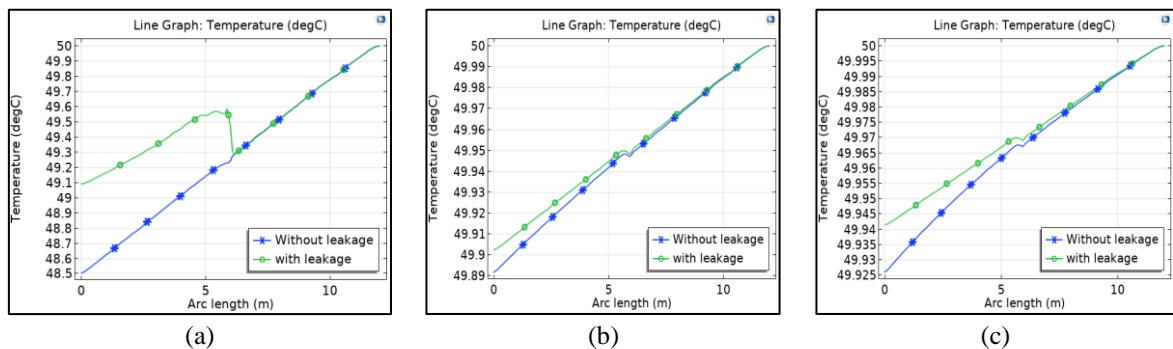 Line Graph: Temperature (degC)
Temperature (degC)
50
49.9
49.8
49.7
49.6
49.5
49.4
49.3
49.2
49.1
49
48.9
48.8
48.7
48.6
48.5
0
5
10
Arc length (m)
Without leakage
with leakage
(a)
Line Graph: Temperature (degC)
Temperature (degC)
50
49.99
49.98
49.97
49.96
49.95
49.94
49.93
49.92
49.91
49.9
49.89
0
5
10
Arc length (m)
Without leakage
with leakage
(b)
Line Graph: Temperature (degC)
Temperature (degC)
50
49.995
49.99
49.985
49.98
49.975
49.97
49.965
49.96
49.955
49.95
49.945
49.94
49.935
49.93
49.925
0
5
10
Arc length (m)
Without leakage
with leakage
(c)